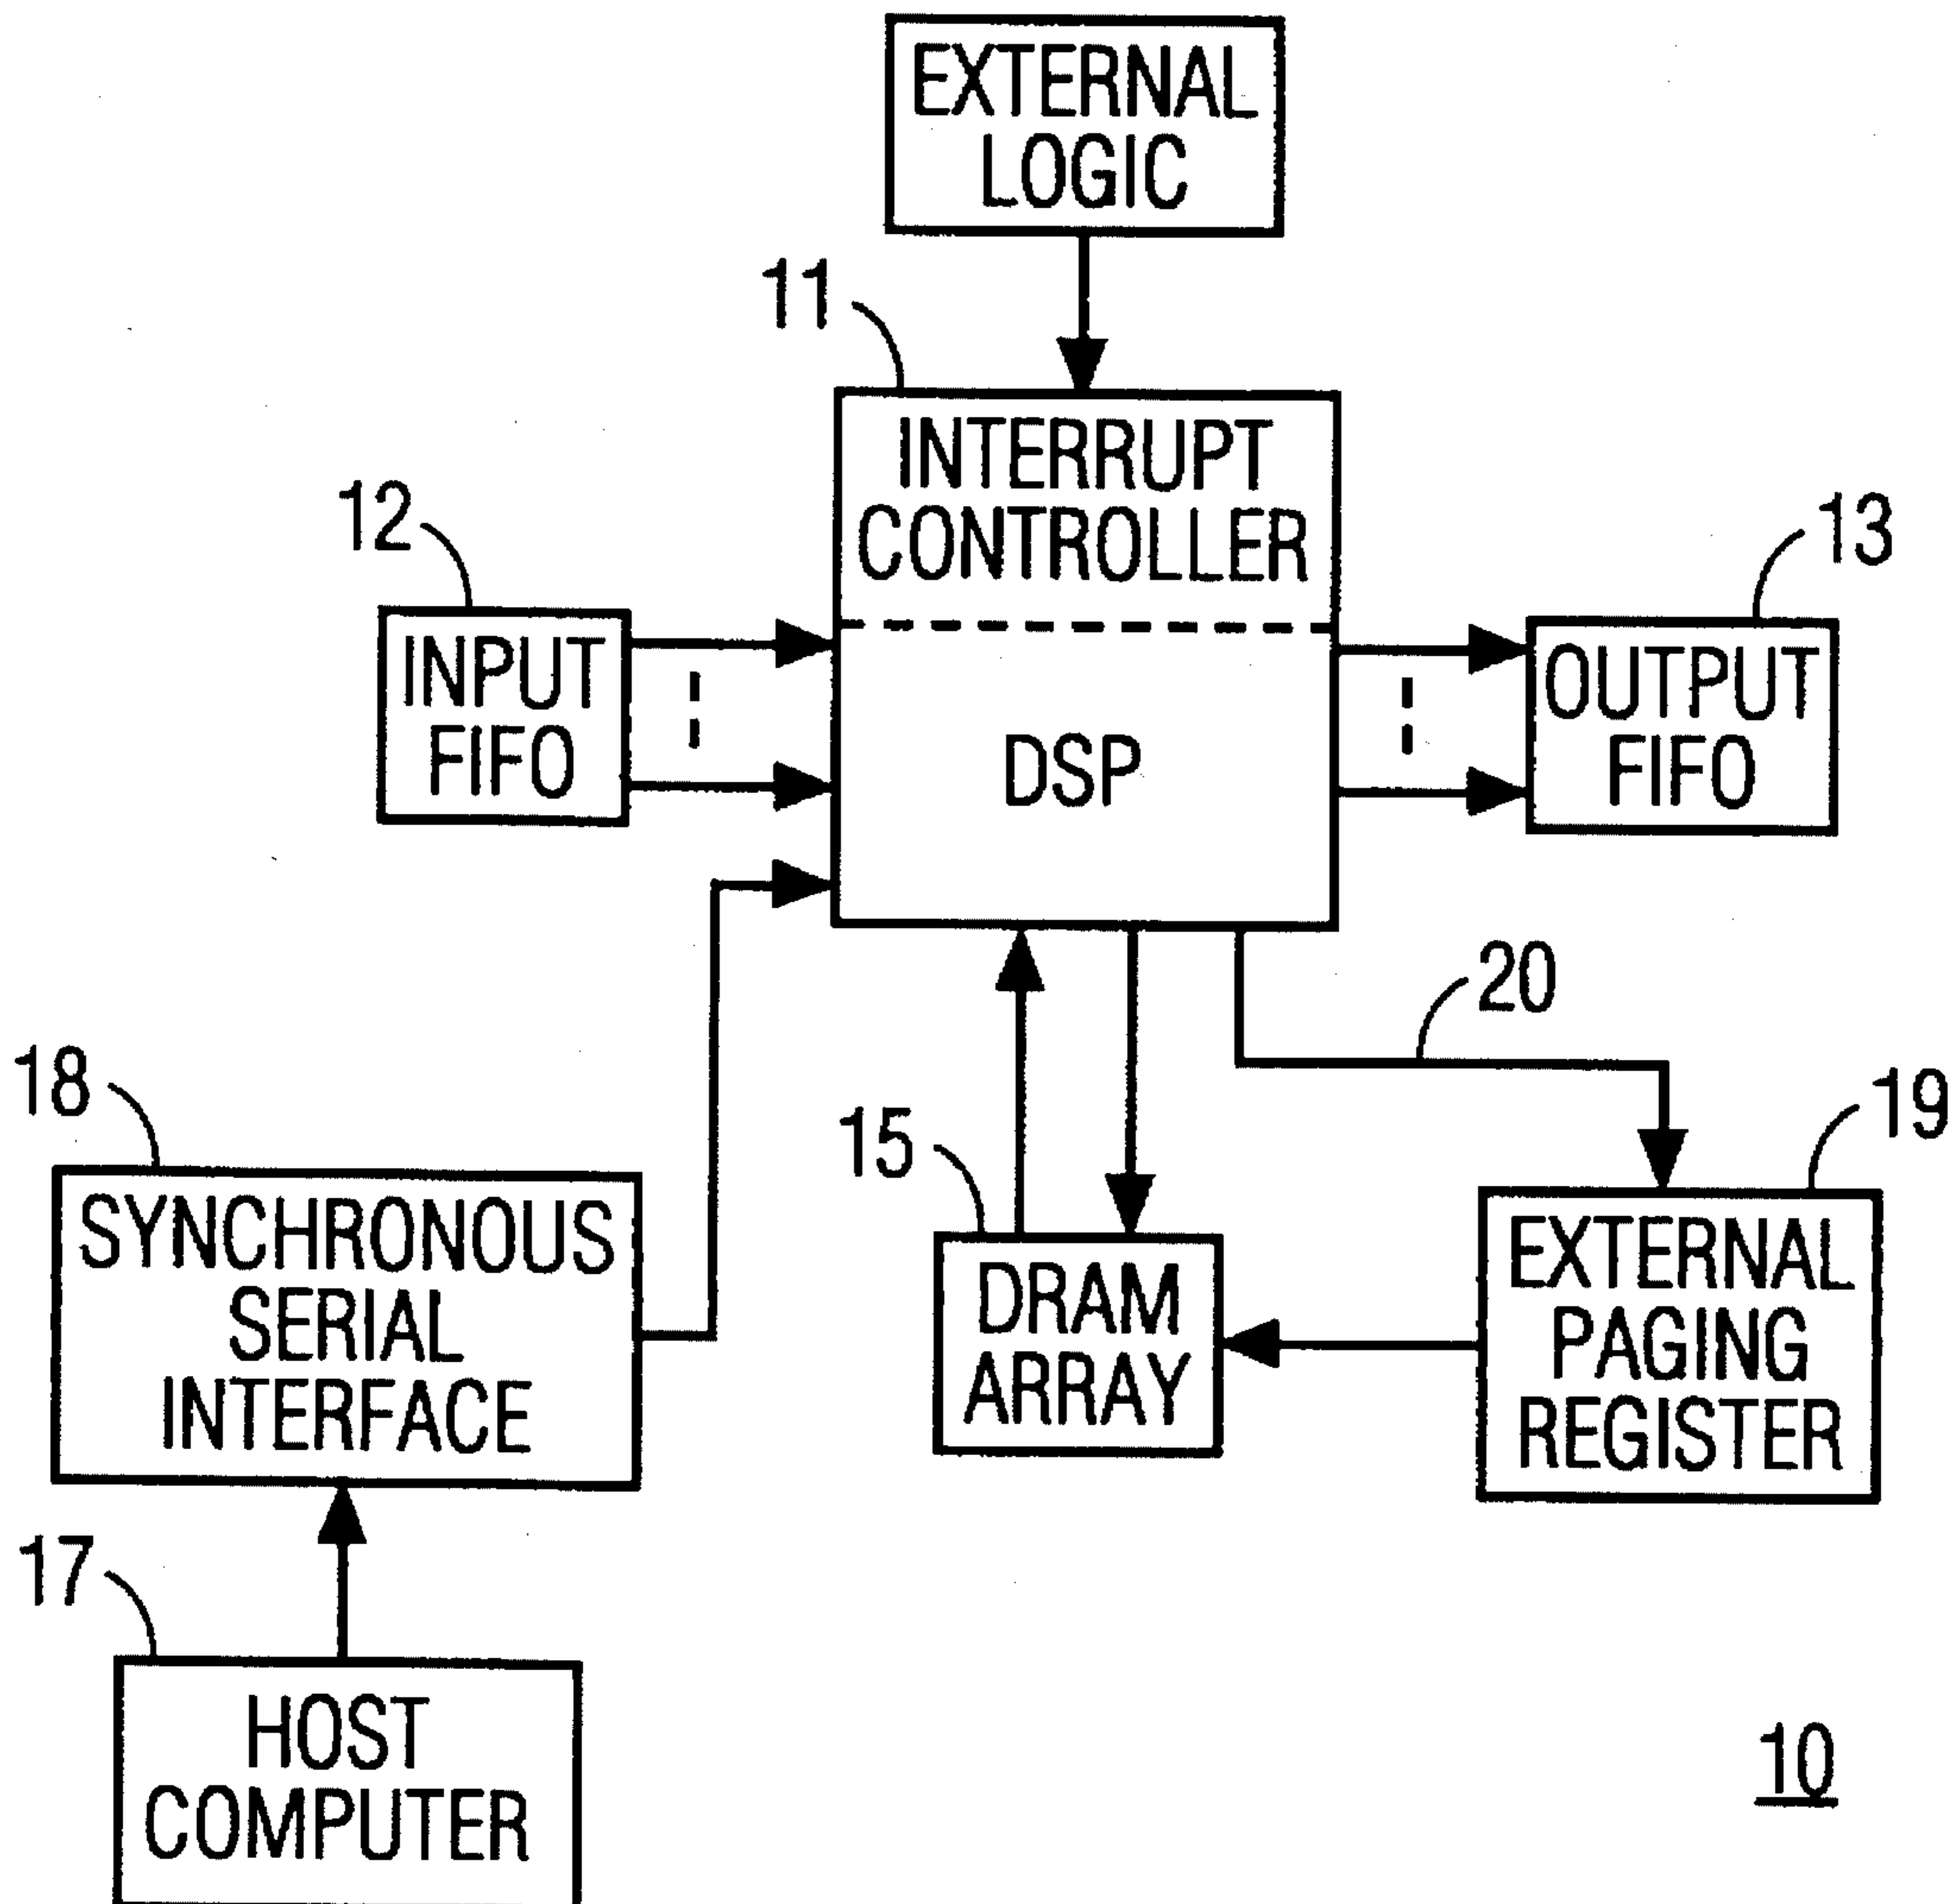 EXTERNAL
LOGIC
11
INTERRUPT
CONTROLLER
12
13
INPUT
FIFO
DSP
OUTPUT
FIFO
20
18
15
19
SYNCHRONOUS
SERIAL
INTERFACE
DRAM
ARRAY
EXTERNAL
PAGING
REGISTER
17
HOST
COMPUTER
10